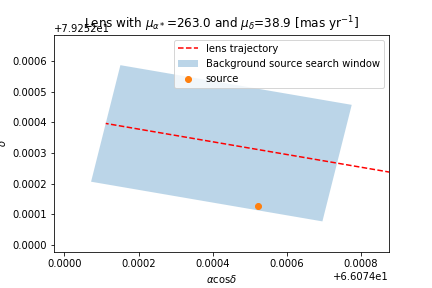 Lens with μα*=263.0 and μδ=38.9 [mas yr⁻¹]
+7.9252e1
lens trajectory
Background source search window
source
0.0006
0.0005
0.0004
0.0003
0.0002
0.0001
0.0000
δ
0.0000 0.0002 0.0004 0.0006 0.0008
αcosδ
+6.6074e1